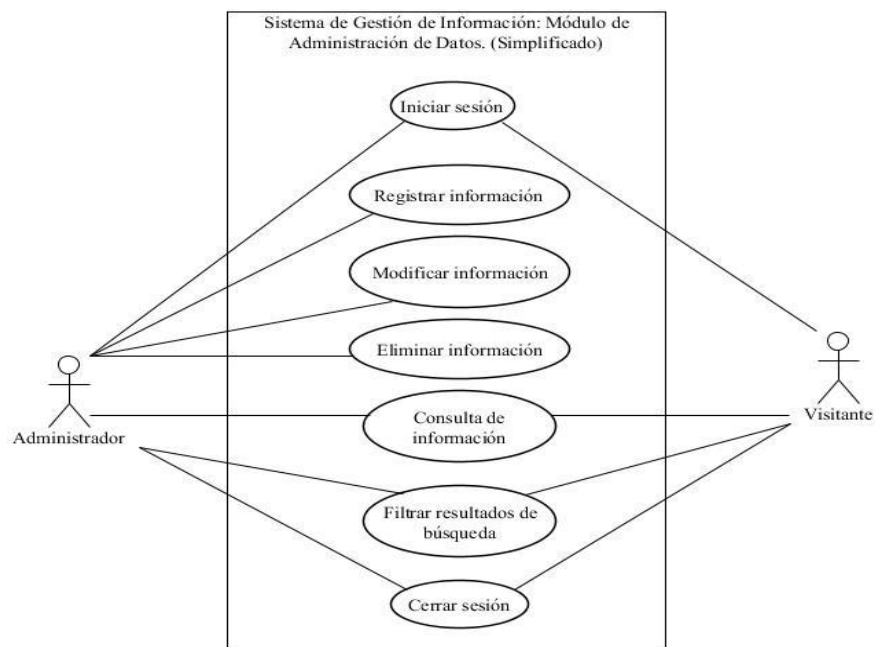 Sistema de Gestión de Información: Módulo de
Administración de Datos. (Simplificado)
Iniciar sesión
Registrar información
Modificar información
Eliminar información
Consulta de
información
Administrador
Visitante
Filtrar resultados de
búsqueda
Cerrar sesión